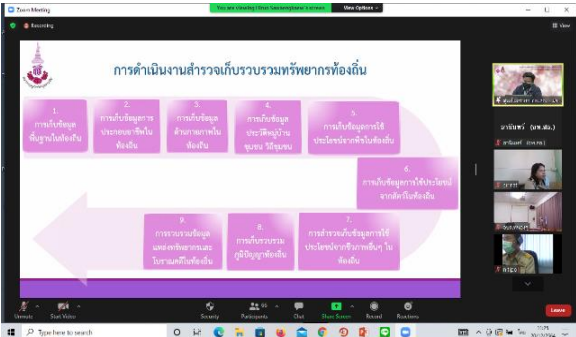 Zoom Meeting
View Options
Recording
View
การดำเนินงานสำรวจเก็บรวบรวมทรัพยากรท้องถิ่น
1.
การเก็บข้อมูล
พื้นฐานในท้องถิ่น
2.
การเก็บข้อมูลการ
ประกอบอาชีพใน
ท้องถิ่น
3.
การเก็บข้อมูล
ด้านกายภาพใน
ท้องถิ่น
4.
การเก็บข้อมูล
ประวัติหมู่บ้าน
ชุมชน วิถีชุมชน
5.
การเก็บข้อมูลการใช้
ประโยชน์จากพืชในท้องถิ่น
6.
การเก็บข้อมูลการใช้ประโยชน์
จากสัตว์ในท้องถิ่น
7.
การสำรวจเก็บข้อมูลการใช้
ประโยชน์จากชีวภาพอื่นๆ ใน
ท้องถิ่น
8.
การเก็บรวบรวม
ภูมิปัญญาท้องถิ่น
9.
การรวบรวมข้อมูล
แหล่งทรัพยากรและ
โบราณคดีในท้องถิ่น
Unmute
Start Video
Security
Participants
Chat
Share Screen
Record
Reactions
Leave
Type here to search